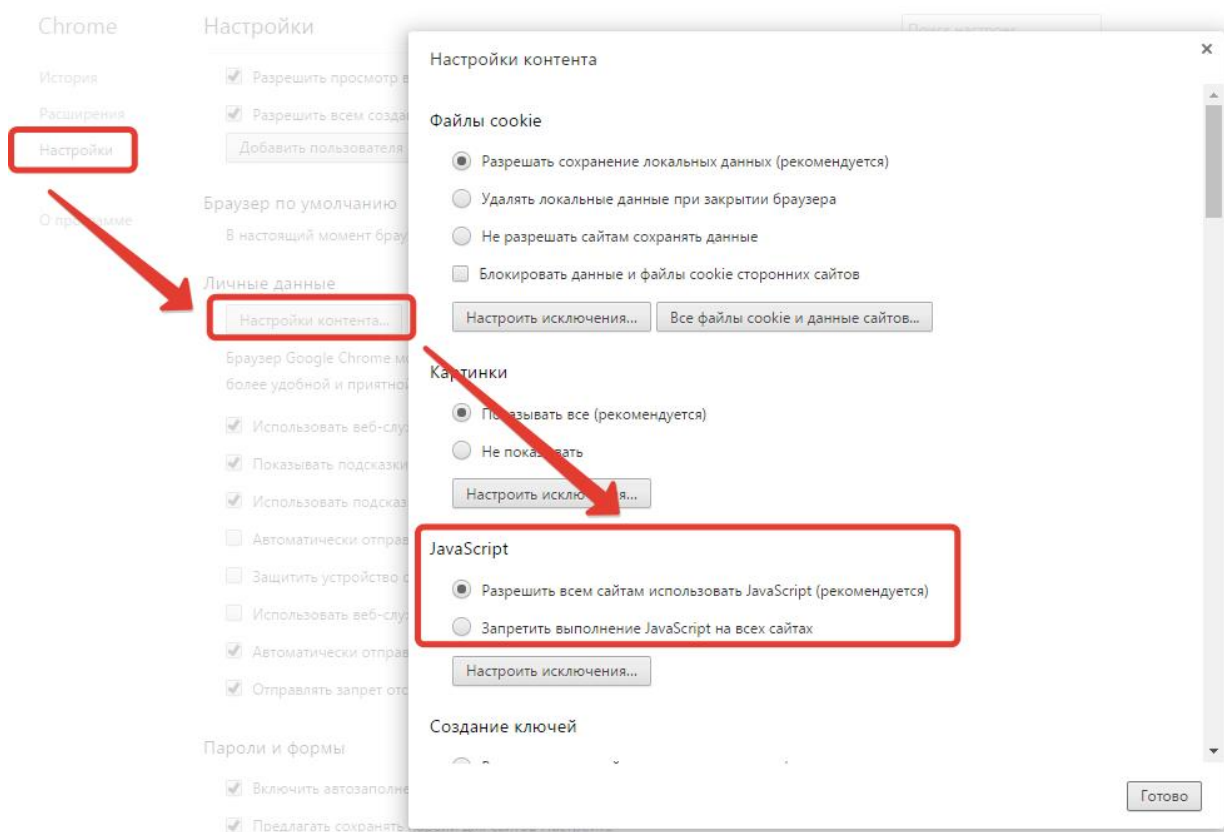 Chrome
Настройки
История
Расширения
Настройки
О программе
Разрешить просмотр в
Разрешить всем созда
Добавить пользователя
Браузер по умолчанию
В настоящий момент брау
Личные данные
Настройки контента...
Браузер Google Chrome мо
более удобной и приятной
Использовать веб-слу
Показывать подсказки
Использовать подсказ
Автоматически отправ
Защитить устройство о
Использовать веб-слу
Автоматически отправ
Отправлять запрет отс
Пароли и формы
Включить автозаполне
Предлагать сохранять
Настройки контента
Файлы cookie
Разрешать сохранение локальных данных (рекомендуется)
Удалять локальные данные при закрытии браузера
Не разрешать сайтам сохранять данные
Блокировать данные и файлы cookie сторонних сайтов
Настроить исключения... Все файлы cookie и данные сайтов...
Картинки
Показывать все (рекомендуется)
Не показывать
Настроить исключения...
JavaScript
Разрешить всем сайтам использовать JavaScript (рекомендуется)
Запретить выполнение JavaScript на всех сайтах
Настроить исключения...
Создание ключей
Готово